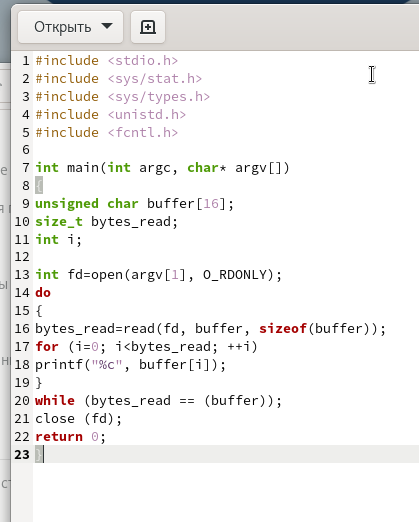 Открыть
1 #include <stdio.h>
2 #include <sys/stat.h>
3 #include <sys/types.h>
4 #include <unistd.h>
5 #include <fcntl.h>
6
7 int main(int argc, char* argv[])
8 {
9 unsigned char buffer[16];
10 size_t bytes_read;
11 int i;
12
13 int fd=open(argv[1], O_RDONLY);
14 do
15 {
16 bytes_read=read(fd, buffer, sizeof(buffer));
17 for (i=0; i<bytes_read; ++i)
18 printf("%c", buffer[i]);
19 }
20 while (bytes_read == (buffer));
21 close (fd);
22 return 0;
23 }